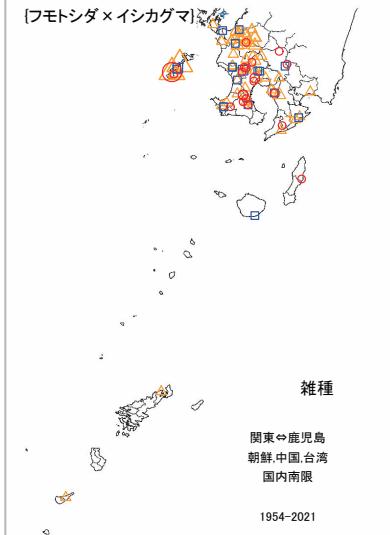 {フモトシダ×イシカグマ}
雑種
関東⇔鹿児島
朝鮮,中国,台湾
国内南限
1954-2021